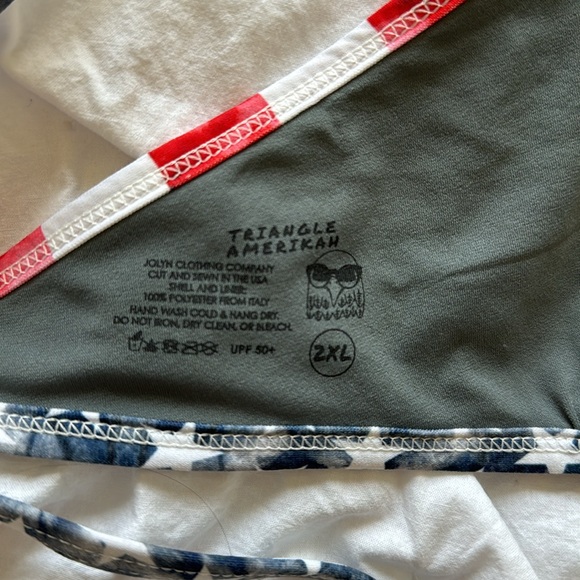 TRIANGLE
AMERIKAH
JOLYN CLOTHING COMPANY
CUT AND SEWN IN THE USA
SHELL AND LINER:
100% POLYESTER FROM ITALY
HAND WASH COLD & HANG DRY.
DO NOT IRON, DRY CLEAN, OR BLEACH.
UPF 50+
2XL